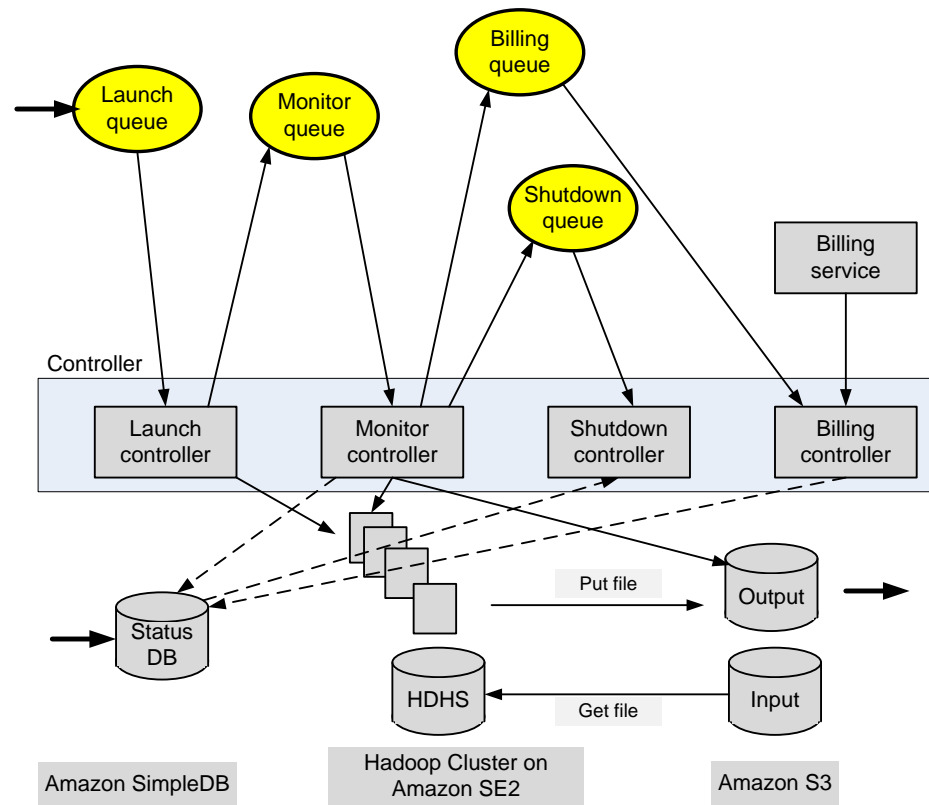 Billing
queue
Launch
queue
Monitor
queue
Shutdown
queue
Billing
service
Controller
Launch
controller
Monitor
controller
Shutdown
controller
Billing
controller
Put file
Output
Status
DB
HDHS
Get file
Input
Amazon SimpleDB
Hadoop Cluster on
Amazon SE2
Amazon S3